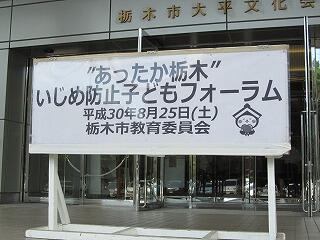 栃木市大平文化会
"あったか栃木"
いじめ防止子どもフォーラム
平成30年8月25日(土)
栃木市教育委員会